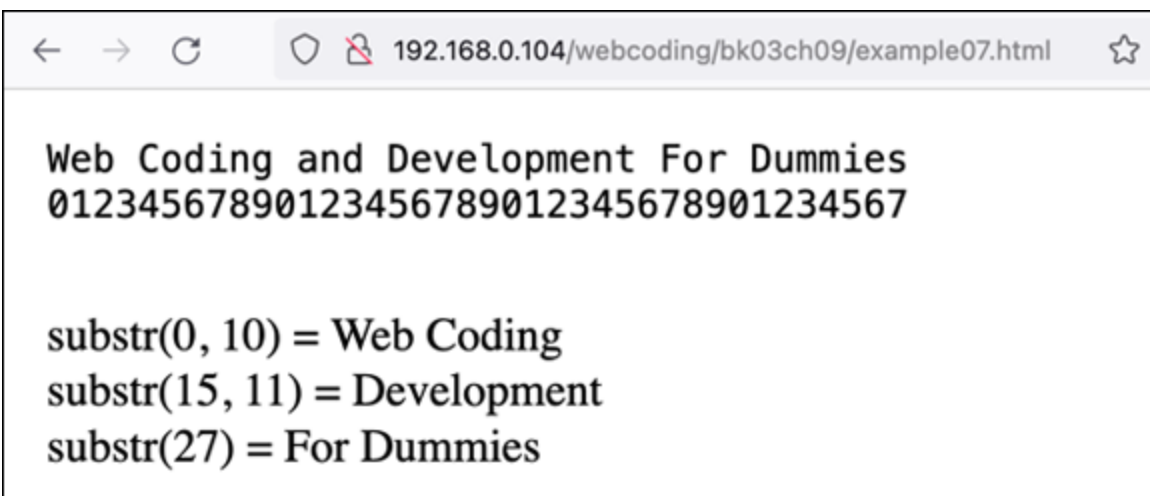 192.168.0.104/webcoding/bk03ch09/example07.html
Web Coding and Development For Dummies
01234567890123456789012345678901234567
substr(0, 10) = Web Coding
substr(15, 11) = Development
substr(27) = For Dummies